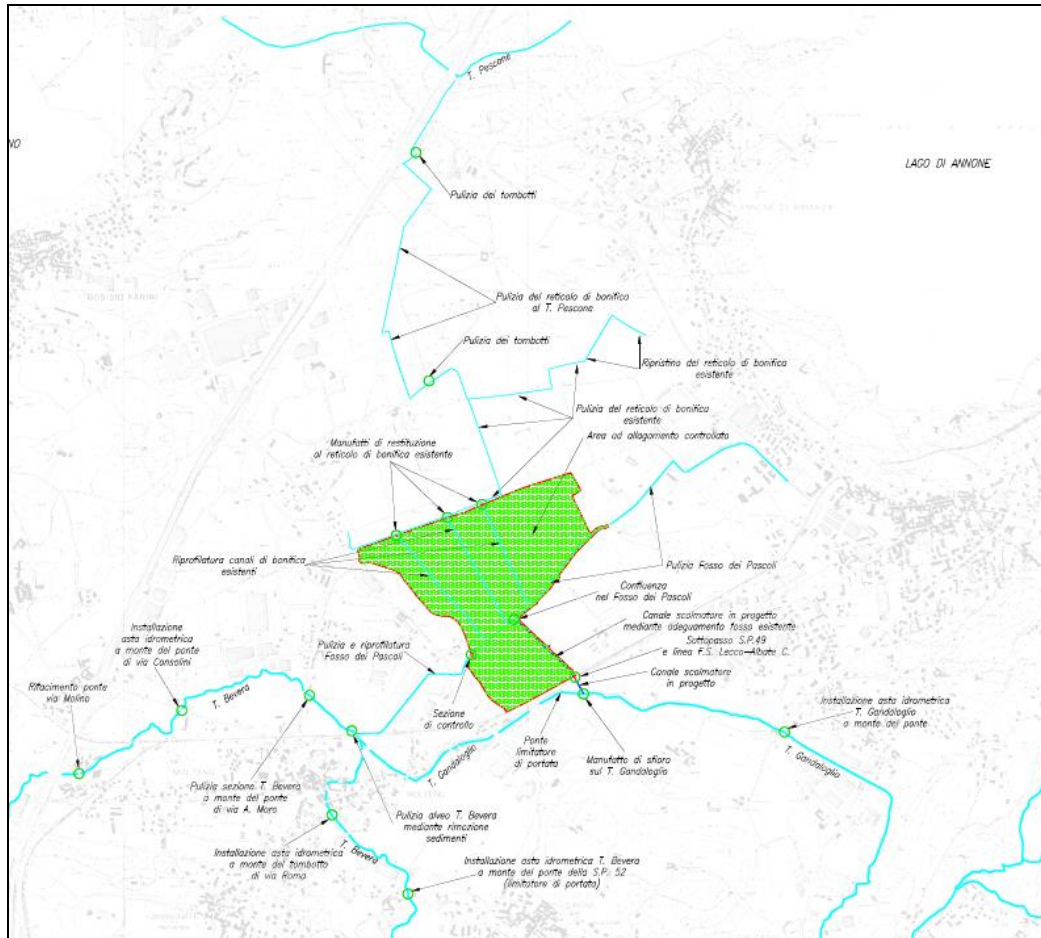 T. Pescone
NO
LAGO DI ANNONE
Pulizia dei tombotti
Pulizia del reticolo di bonifica
al T. Pescone
Pulizia dei tombotti
Ripristino del reticolo di bonifica
esistente
Pulizia del reticolo di bonifica
esistente
Area ad allagamento controllato
Manufatti di restituzione
al reticolo di bonifica esistente
Riprofilatura canali di bonifica
esistenti
Pulizia Fosso dei Pascoli
Confluenza
nel Fosso dei Pascoli
Canale scolmatore in progetto
mediante adeguamento fosso esistente
Sottopasso S.P.49
e linea F.S. Lecco-Albate C.
Canale scolmatore
in progetto
Installazione
asta idrometrica
a monte del ponte
di via Consolini
Pulizia e riprofilatura
Fosso dei Pascoli
Rifacimento ponte
via Molino
T. Bevera
Sezione
di controllo
Ponte
limitatore
di portata
Manufatto di sfioro
sul T. Gandaloglio
Installazione asta idrometrica
T. Gandaloglio
a monte del ponte
T. Gandaloglio
T. Gandaloglio
Pulizia sezione T. Bevera
a monte del ponte
di via A. Moro
Pulizia alveo T. Bevera
mediante rimozione
sedimenti
Installazione asta idrometrica
a monte del tombotto
di via Roma
T. Bevera
Installazione asta idrometrica T. Bevera
a monte del ponte della S.P. 52
(limitatore di portata)